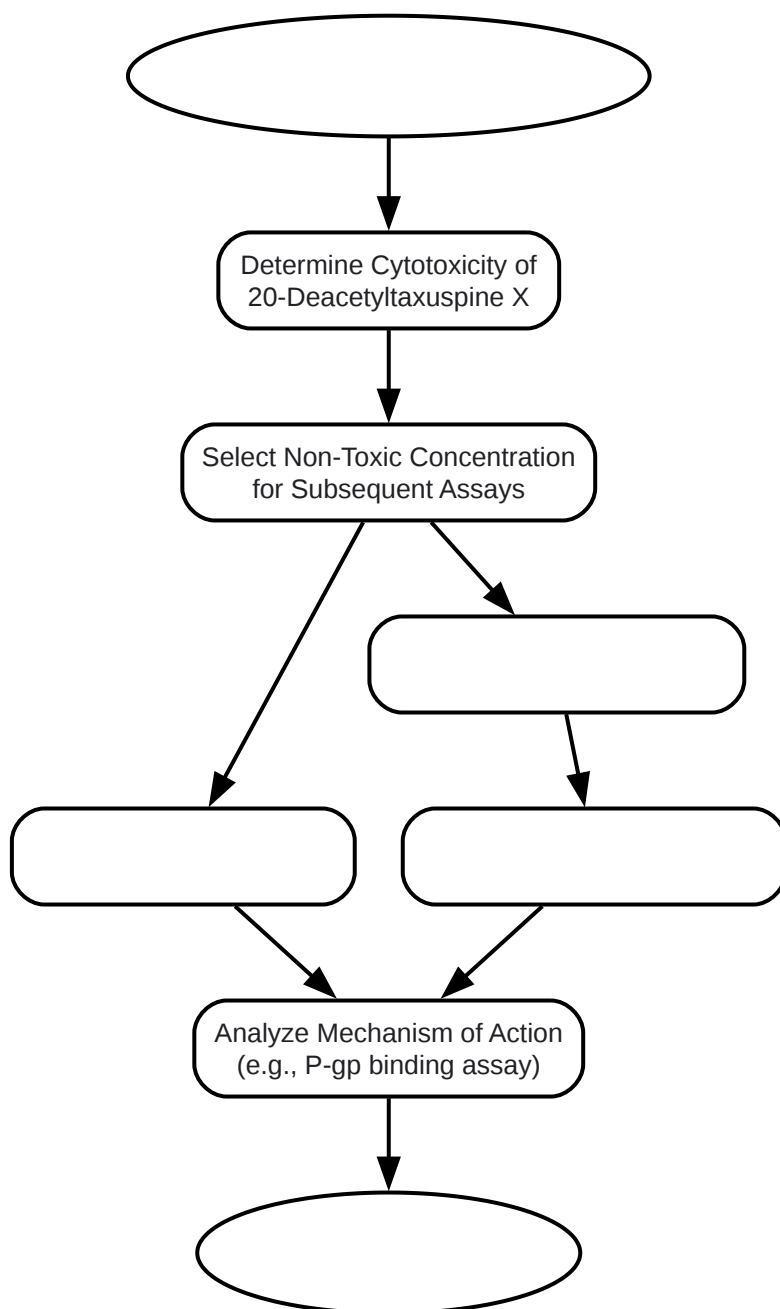 Determine Cytotoxicity of
20-Deacetyltaxuspine X
Select Non-Toxic Concentration
for Subsequent Assays
Analyze Mechanism of Action
(e.g., P-gp binding assay)